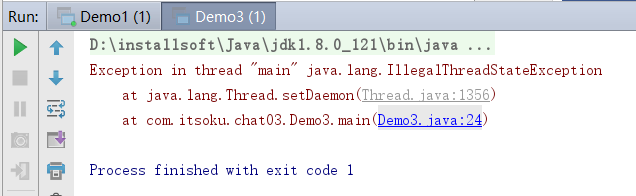 Run: Demo1 (1) Demo3 (1)
D:\installsoft\Java\jdk1.8.0_121\bin\java ...
Exception in thread "main" java.lang.IllegalThreadStateException
at java.lang.Thread.setDaemon(Thread.java:1356)
at com.itsoku.chat03.Demo3.main(Demo3.java:24)
Process finished with exit code 1